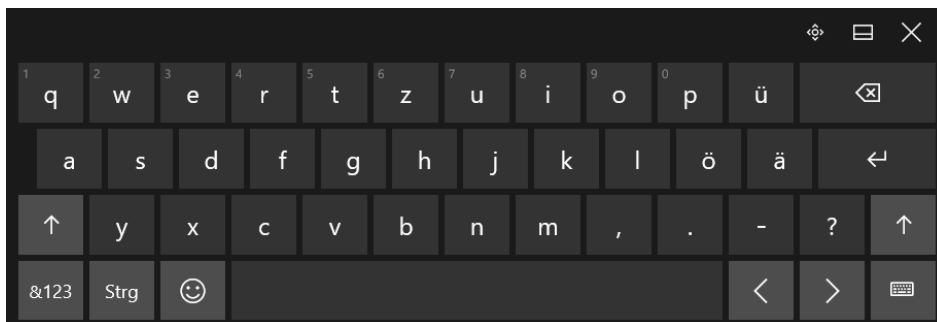 1 2 3 4 5 6 7 8 9 0
q w e r t z u i o p ü
a s d f g h j k l ö ä
y x c v b n m , . - ?
&123 Strg